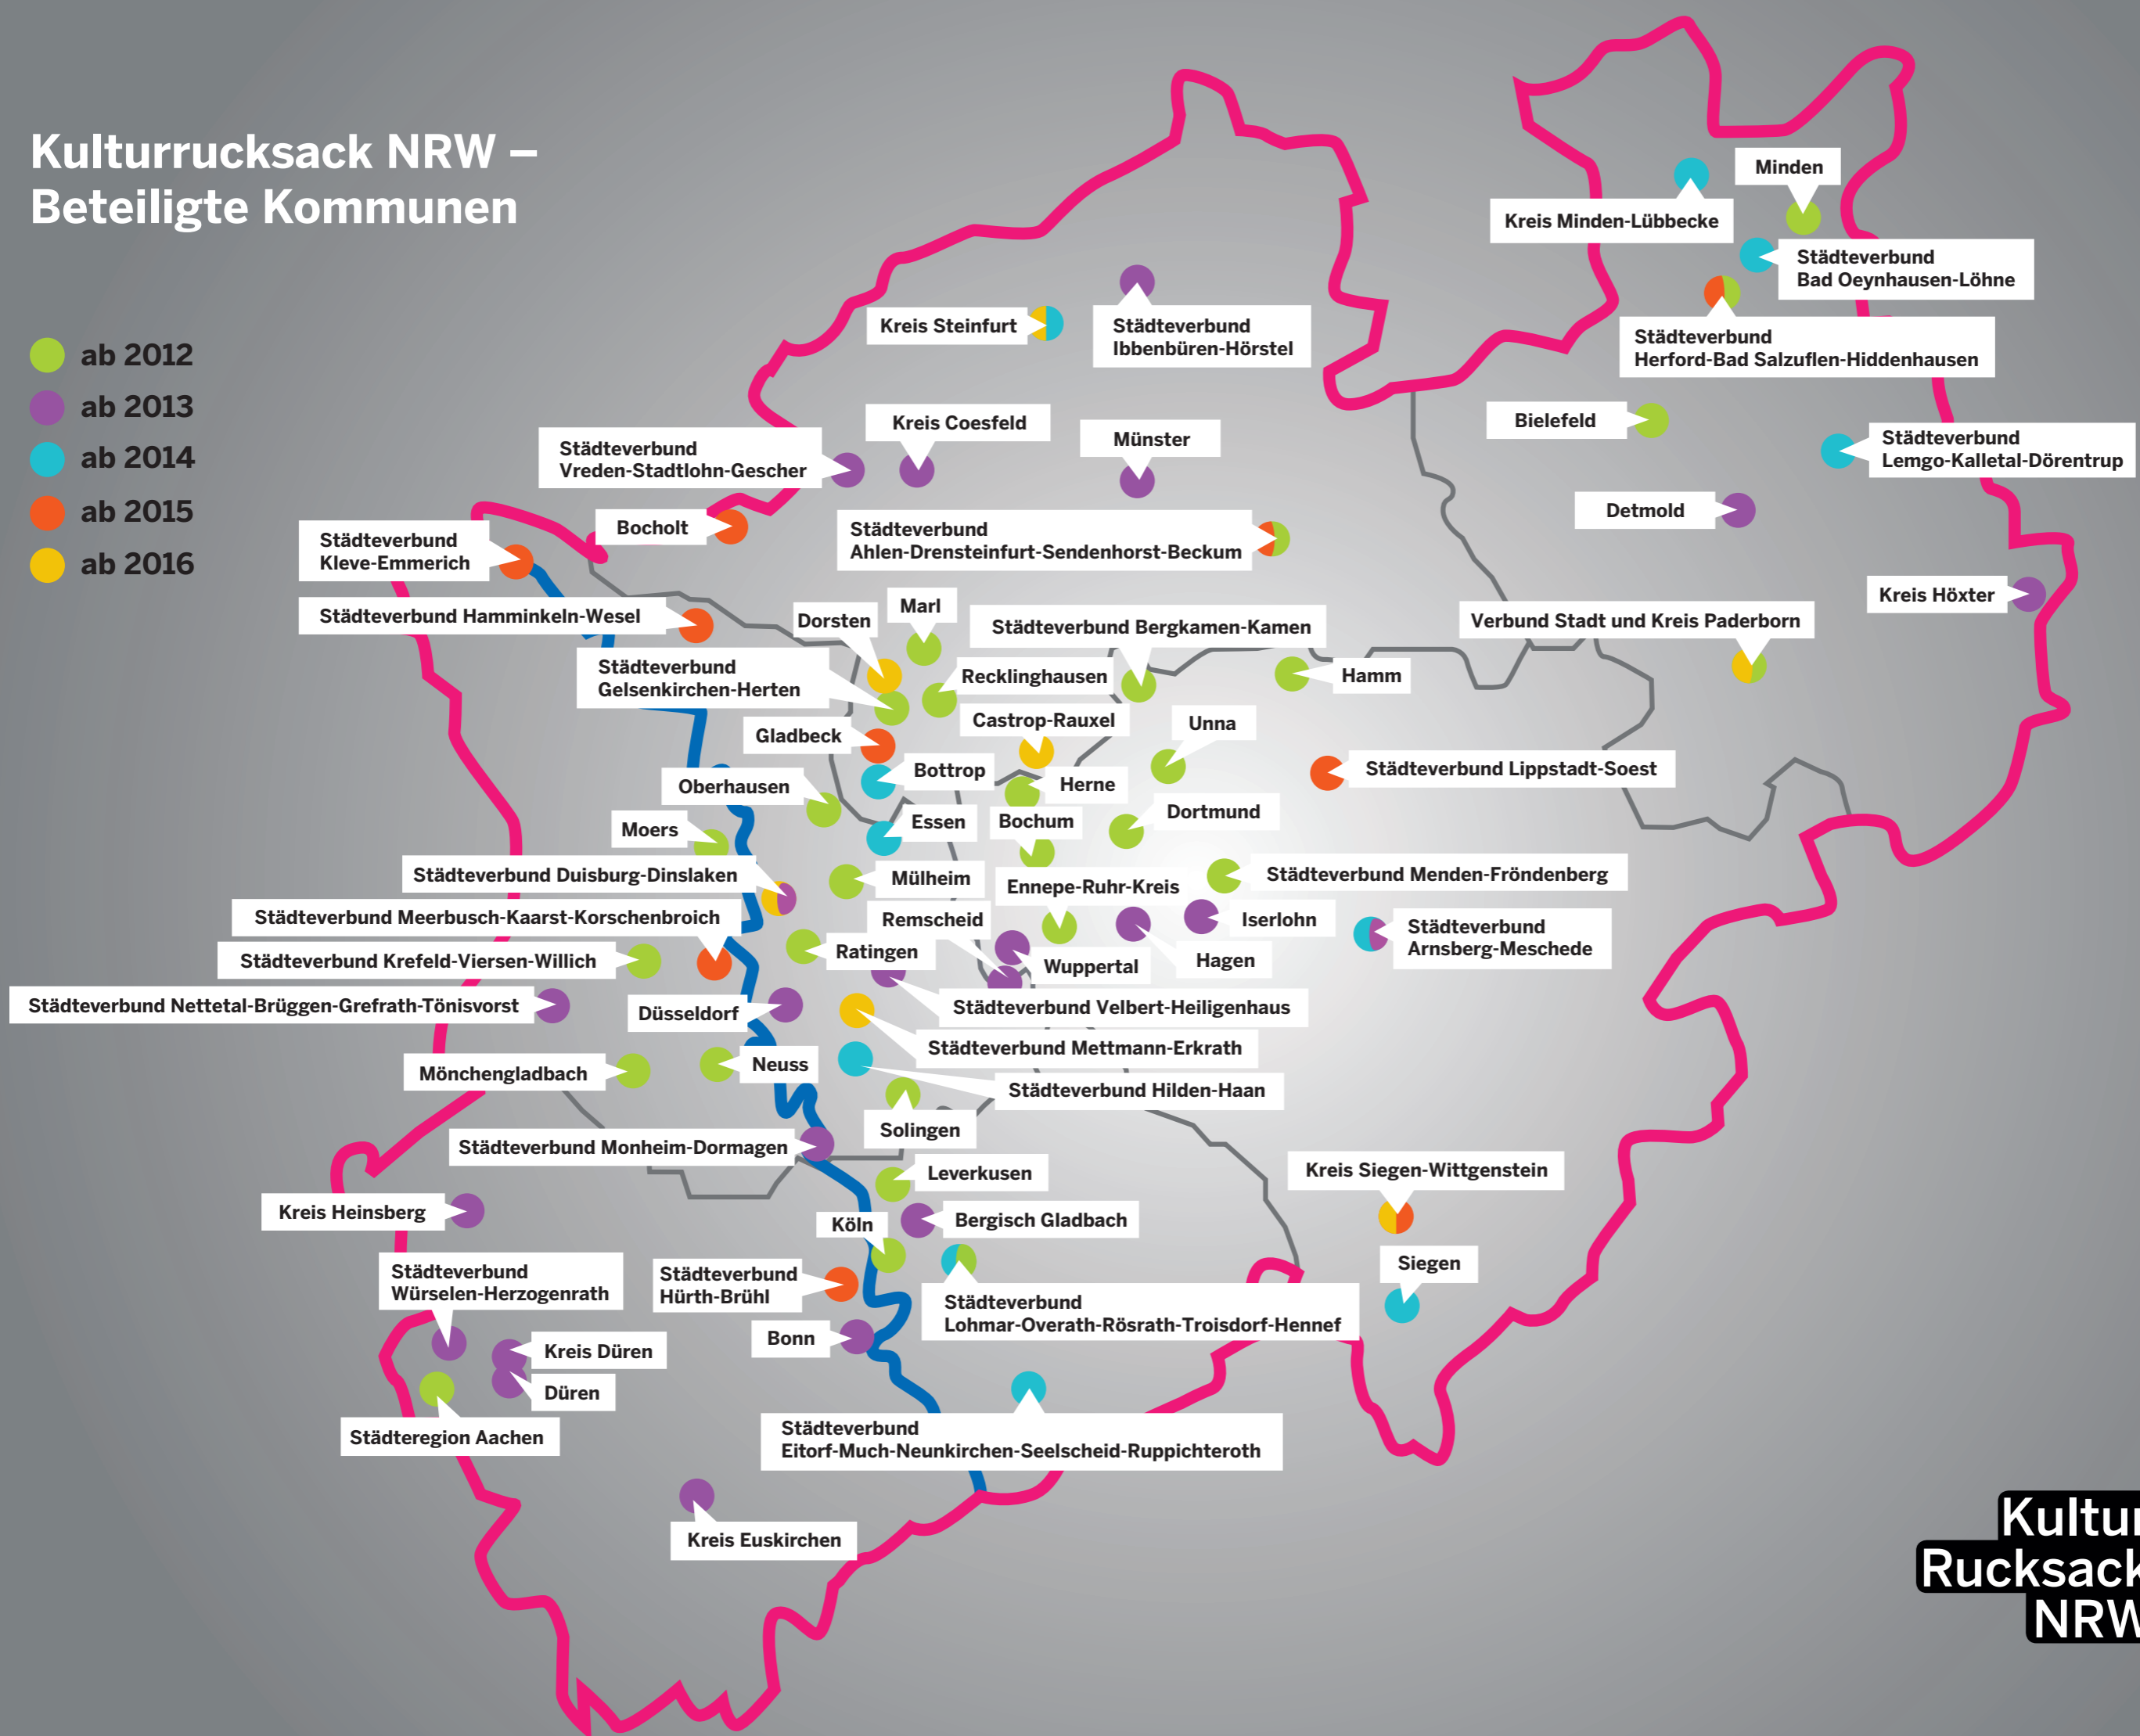 Kulturrucksack NRW –
Beteiligte Kommunen
ab 2012
ab 2013
ab 2014
ab 2015
ab 2016
Minden
Kreis Minden-Lübbecke
Städteverbund
Bad Oeynhausen-Löhne
Kreis Steinfurt
Städteverbund
Ibbenbüren-Hörstel
Städteverbund
Herford-Bad Salzuflen-Hiddenhausen
Kreis Coesfeld
Münster
Bielefeld
Städteverbund
Vreden-Stadtlohn-Gescher
Städteverbund
Lemgo-Kalletal-Dörentrup
Detmold
Bocholt
Städteverbund
Ahlen-Drensteinfurt-Sendenhorst-Beckum
Städteverbund
Kleve-Emmerich
Kreis Höxter
Städteverbund Hamminkeln-Wesel
Dorsten
Marl
Städteverbund Bergkamen-Kamen
Verbund Stadt und Kreis Paderborn
Städteverbund
Gelsenkirchen-Herten
Recklinghausen
Hamm
Gladbeck
Castrop-Rauxel
Unna
Bottrop
Städteverbund Lippstadt-Soest
Oberhausen
Herne
Moers
Essen
Bochum
Dortmund
Städteverbund Duisburg-Dinslaken
Mülheim
Ennepe-Ruhr-Kreis
Städteverbund Menden-Fröndenberg
Städteverbund Meerbusch-Kaarst-Korschenbroich
Remscheid
Iserlohn
Städteverbund
Arnsberg-Meschede
Städteverbund Krefeld-Viersen-Willich
Ratingen
Wuppertal
Hagen
Städteverbund Nettetal-Brüggen-Grefrath-Tönisvorst
Düsseldorf
Städteverbund Velbert-Heiligenhaus
Städteverbund Mettmann-Erkrath
Mönchengladbach
Neuss
Städteverbund Hilden-Haan
Solingen
Städteverbund Monheim-Dormagen
Leverkusen
Kreis Siegen-Wittgenstein
Kreis Heinsberg
Köln
Bergisch Gladbach
Städteverbund
Würselen-Herzogenrath
Städteverbund
Hürth-Brühl
Siegen
Städteverbund
Lohmar-Overath-Rösrath-Troisdorf-Hennef
Bonn
Kreis Düren
Düren
Städteregion Aachen
Städteverbund
Eitorf-Much-Neunkirchen-Seelscheid-Ruppichteroth
Kreis Euskirchen
Kultur
Rucksack
NRW